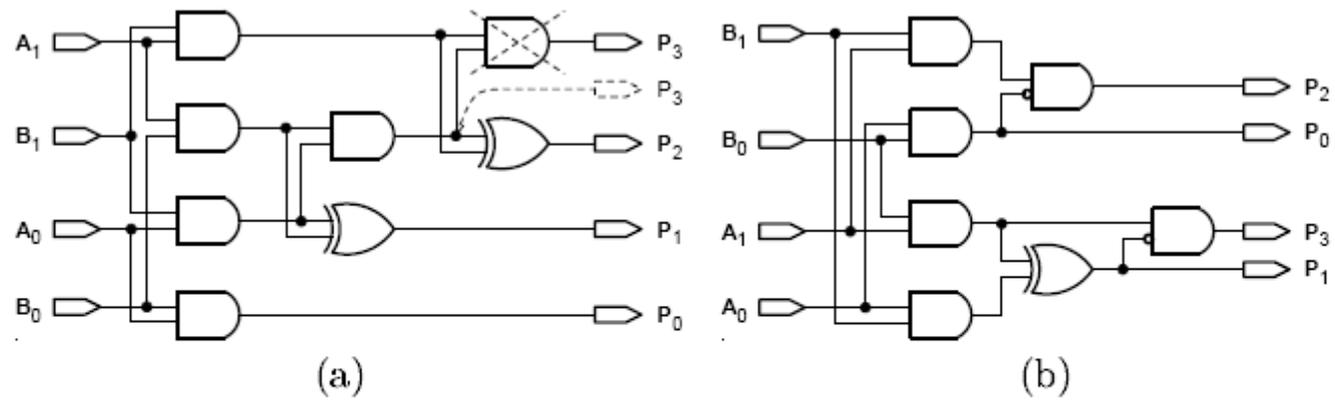 A₁
B₁
A₀
B₀
P₃
P₃
P₂
P₁
P₀
(a)
B₁
B₀
A₁
A₀
P₂
P₀
P₃
P₁
(b)